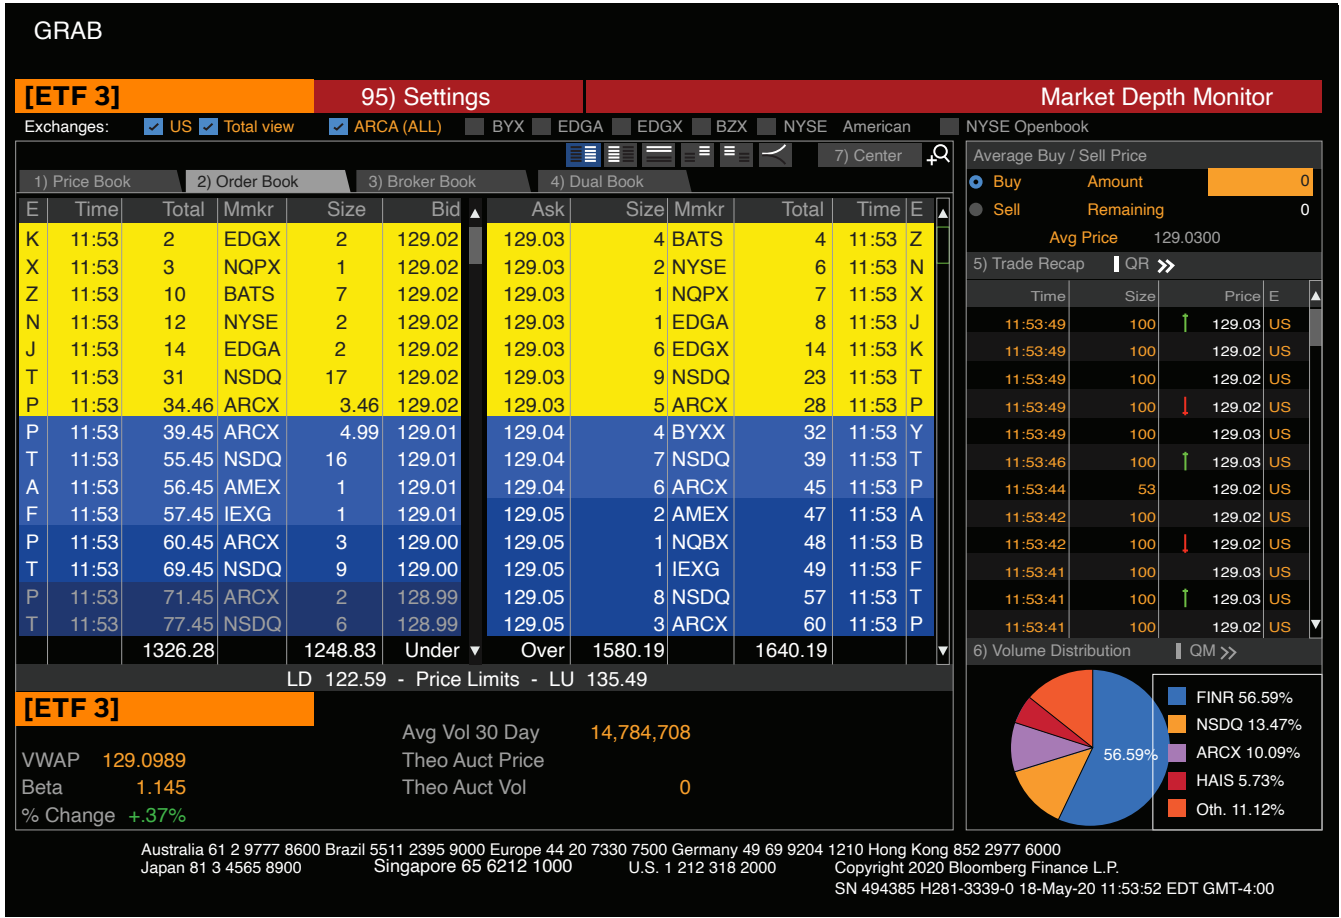 GRAB
[ETF 3] 95) Settings Market Depth Monitor
Exchanges: US Total view ARCA (ALL) BYX EDGA EDGX BZX NYSE American NYSE Openbook
7) Center
1) Price Book 2) Order Book 3) Broker Book 4) Dual Book
E Time Total Mmkr Size Bid Ask Size Mmkr Total Time E
K 11:53 2 EDGX 2 129.02 129.03 4 BATS 4 11:53 Z
X 11:53 3 NQPX 1 129.02 129.03 2 NYSE 6 11:53 N
Z 11:53 10 BATS 7 129.02 129.03 1 NQPX 7 11:53 X
N 11:53 12 NYSE 2 129.02 129.03 1 EDGA 8 11:53 J
J 11:53 14 EDGA 2 129.02 129.03 6 EDGX 14 11:53 K
T 11:53 31 NSDQ 17 129.02 129.03 9 NSDQ 23 11:53 T
P 11:53 34.46 ARCX 3.46 129.02 129.03 5 ARCX 28 11:53 P
P 11:53 39.45 ARCX 4.99 129.01 129.04 4 BYXX 32 11:53 Y
T 11:53 55.45 NSDQ 16 129.01 129.04 7 NSDQ 39 11:53 T
A 11:53 56.45 AMEX 1 129.01 129.04 6 ARCX 45 11:53 P
F 11:53 57.45 IEXG 1 129.01 129.05 2 AMEX 47 11:53 A
P 11:53 60.45 ARCX 3 129.00 129.05 1 NQBX 48 11:53 B
T 11:53 69.45 NSDQ 9 129.00 129.05 1 IEXG 49 11:53 F
P 11:53 71.45 ARCX 2 128.99 129.05 8 NSDQ 57 11:53 T
T 11:53 77.45 NSDQ 6 128.99 129.05 3 ARCX 60 11:53 P
1326.28 1248.83 Under Over 1580.19 1640.19
LD 122.59 - Price Limits - LU 135.49
Average Buy / Sell Price
Buy Amount 0
Sell Remaining 0
Avg Price 129.0300
5) Trade Recap QR
Time Size Price E
11:53:49 100 129.03 US
11:53:49 100 129.02 US
11:53:49 100 129.02 US
11:53:49 100 129.02 US
11:53:49 100 129.03 US
11:53:46 100 129.03 US
11:53:44 53 129.02 US
11:53:42 100 129.02 US
11:53:42 100 129.02 US
11:53:41 100 129.03 US
11:53:41 100 129.03 US
11:53:41 100 129.02 US
6) Volume Distribution QM
56.59%
FINR 56.59%
NSDQ 13.47%
ARCX 10.09%
HAIS 5.73%
Oth. 11.12%
[ETF 3]
Avg Vol 30 Day 14,784,708
VWAP 129.0989 Theo Auct Price
Beta 1.145 Theo Auct Vol 0
% Change +.37%
Australia 61 2 9777 8600 Brazil 5511 2395 9000 Europe 44 20 7330 7500 Germany 49 69 9204 1210 Hong Kong 852 2977 6000
Japan 81 3 4565 8900 Singapore 65 6212 1000 U.S. 1 212 318 2000 Copyright 2020 Bloomberg Finance L.P.
SN 494385 H281-3339-0 18-May-20 11:53:52 EDT GMT-4:00